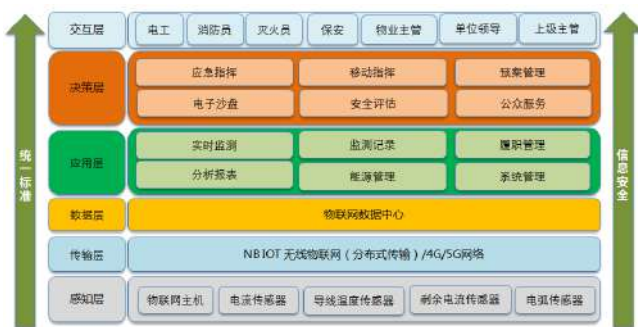 交互层 电工 消防员 灭火员 保安 物业主管 单位领导 上级主管
决策层
应急指挥 移动指挥 预案管理
电子沙盘 安全评估 公众服务
应用层
实时监测 监测记录 履职管理
分析报表 能源管理 系统管理
数据层 物联网数据中心
传输层 NB IOT 无线物联网（分布式传输）/4G/5G网络
感知层 物联网主机 电流传感器 导线温度传感器 剩余电流传感器 电弧传感器
统一标准
信息安全